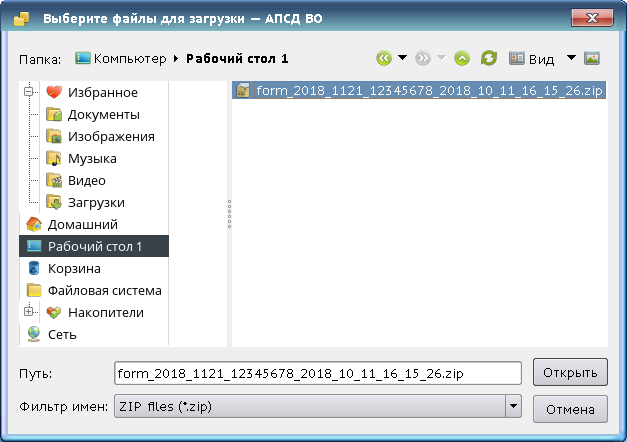 Выберите файлы для загрузки — АПСД ВО
Папка: Компьютер Рабочий стол 1 Вид
Избранное
Документы
Изображения
Музыка
Видео
Загрузки
Домашний
Рабочий стол 1
Корзина
Файловая система
Накопители
Сеть
form_2018_1121_12345678_2018_10_11_16_15_26.zip
Путь: form_2018_1121_12345678_2018_10_11_16_15_26.zip Открыть
Фильтр имен: ZIP files (*.zip) Отмена